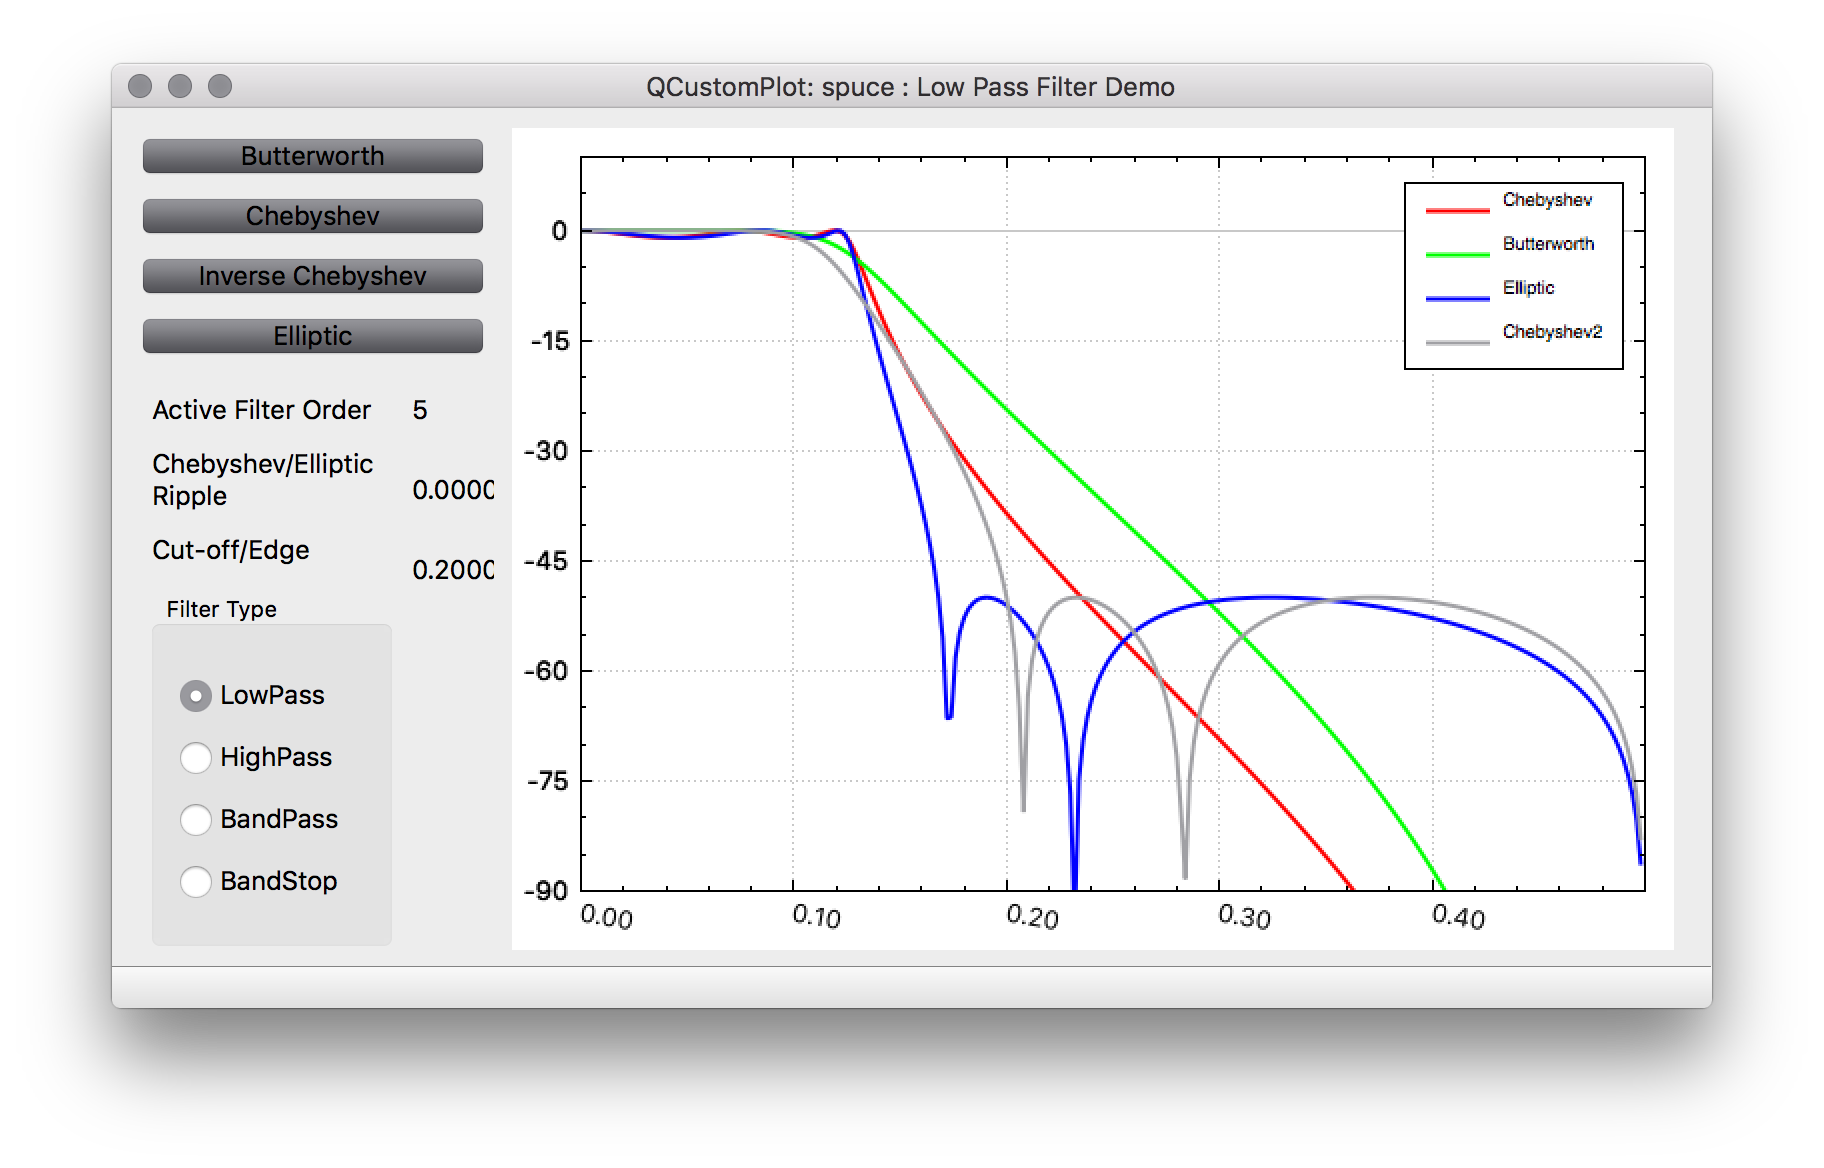 QCustomPlot: spuce : Low Pass Filter Demo
Butterworth
Chebyshev
Inverse Chebyshev
Elliptic
Active Filter Order 5
Chebyshev/Elliptic
Ripple 0.0000
Cut-off/Edge
0.2000
Filter Type
LowPass
HighPass
BandPass
BandStop
Chebyshev
Butterworth
Elliptic
Chebyshev2
0
-15
-30
-45
-60
-75
-90
0.00 0.10 0.20 0.30 0.40